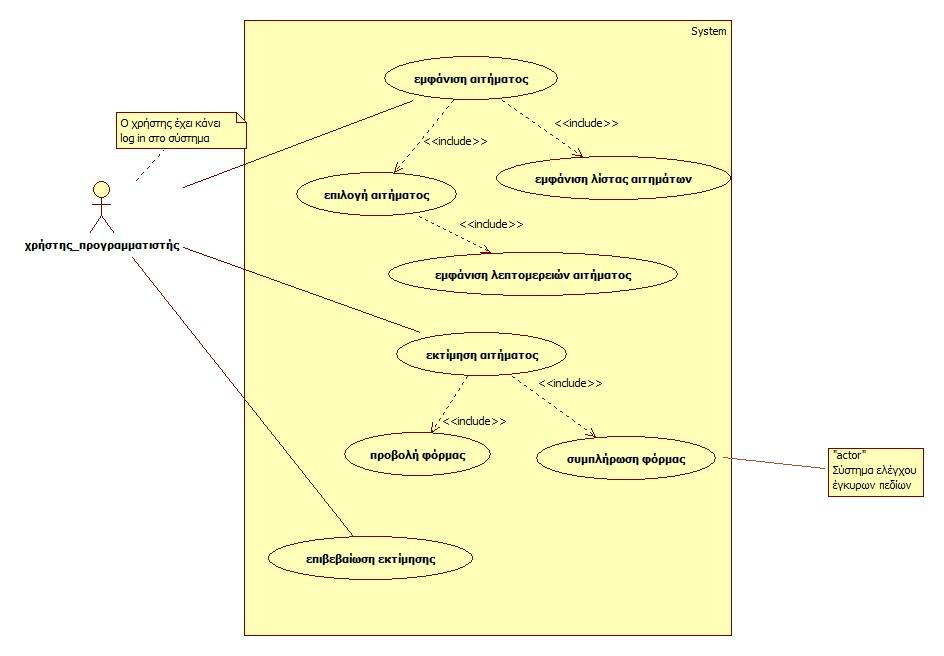 System
εμφάνιση αιτήματος
Ο χρήστης έχει κάνει
log in στο σύστημα
<<include>>
<<include>>
εμφάνιση λίστας αιτημάτων
επιλογή αιτήματος
<<include>>
χρήστης_προγραμματιστής
εμφάνιση λεπτομερειών αιτήματος
εκτίμηση αιτήματος
<<include>>
<<include>>
προβολή φόρμας
συμπλήρωση φόρμας
"actor"
Σύστημα ελέγχου
έγκυρων πεδίων
επιβεβαίωση εκτίμησης